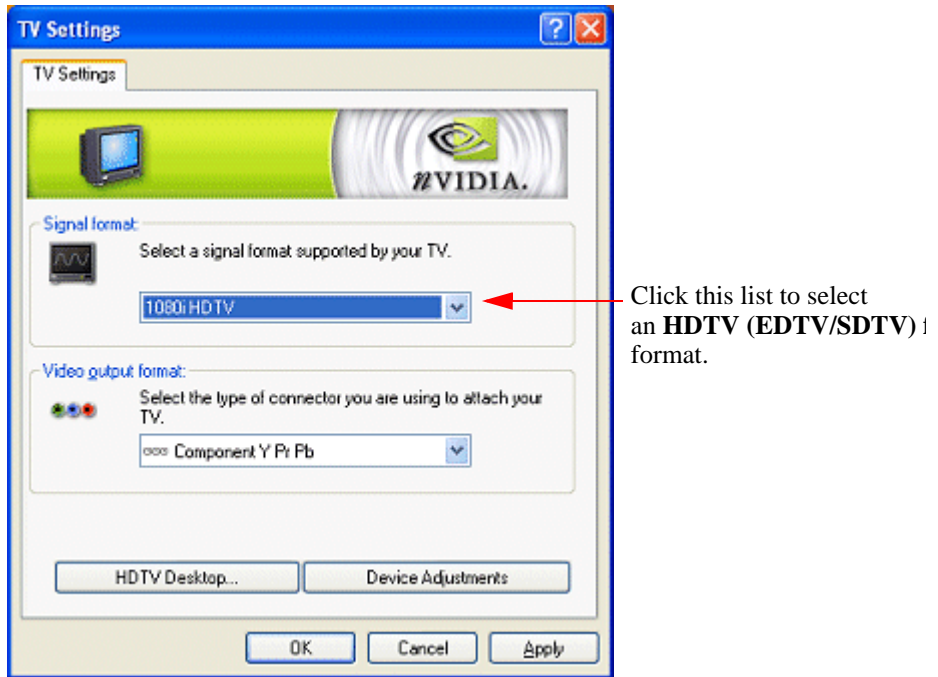 TV Settings
TV Settings
nVIDIA.
Signal format:
Select a signal format supported by your TV.
1080i HDTV
Click this list to select
an HDTV (EDTV/SDTV) f
format.
Video output format:
Select the type of connector you are using to attach your
TV.
Component Y Pr Pb
HDTV Desktop...
Device Adjustments
OK
Cancel
Apply